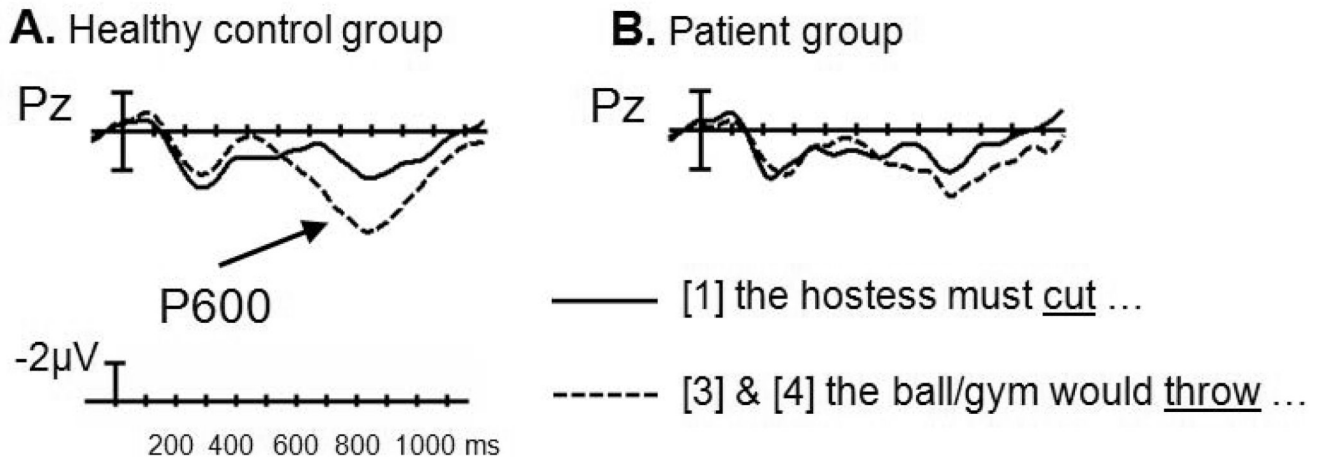 A. Healthy control group
B. Patient group
Pz
Pz
P600
[1] the hostess must cut ...
-2µV
[3] & [4] the ball/gym would throw ...
200 400 600 800 1000 ms